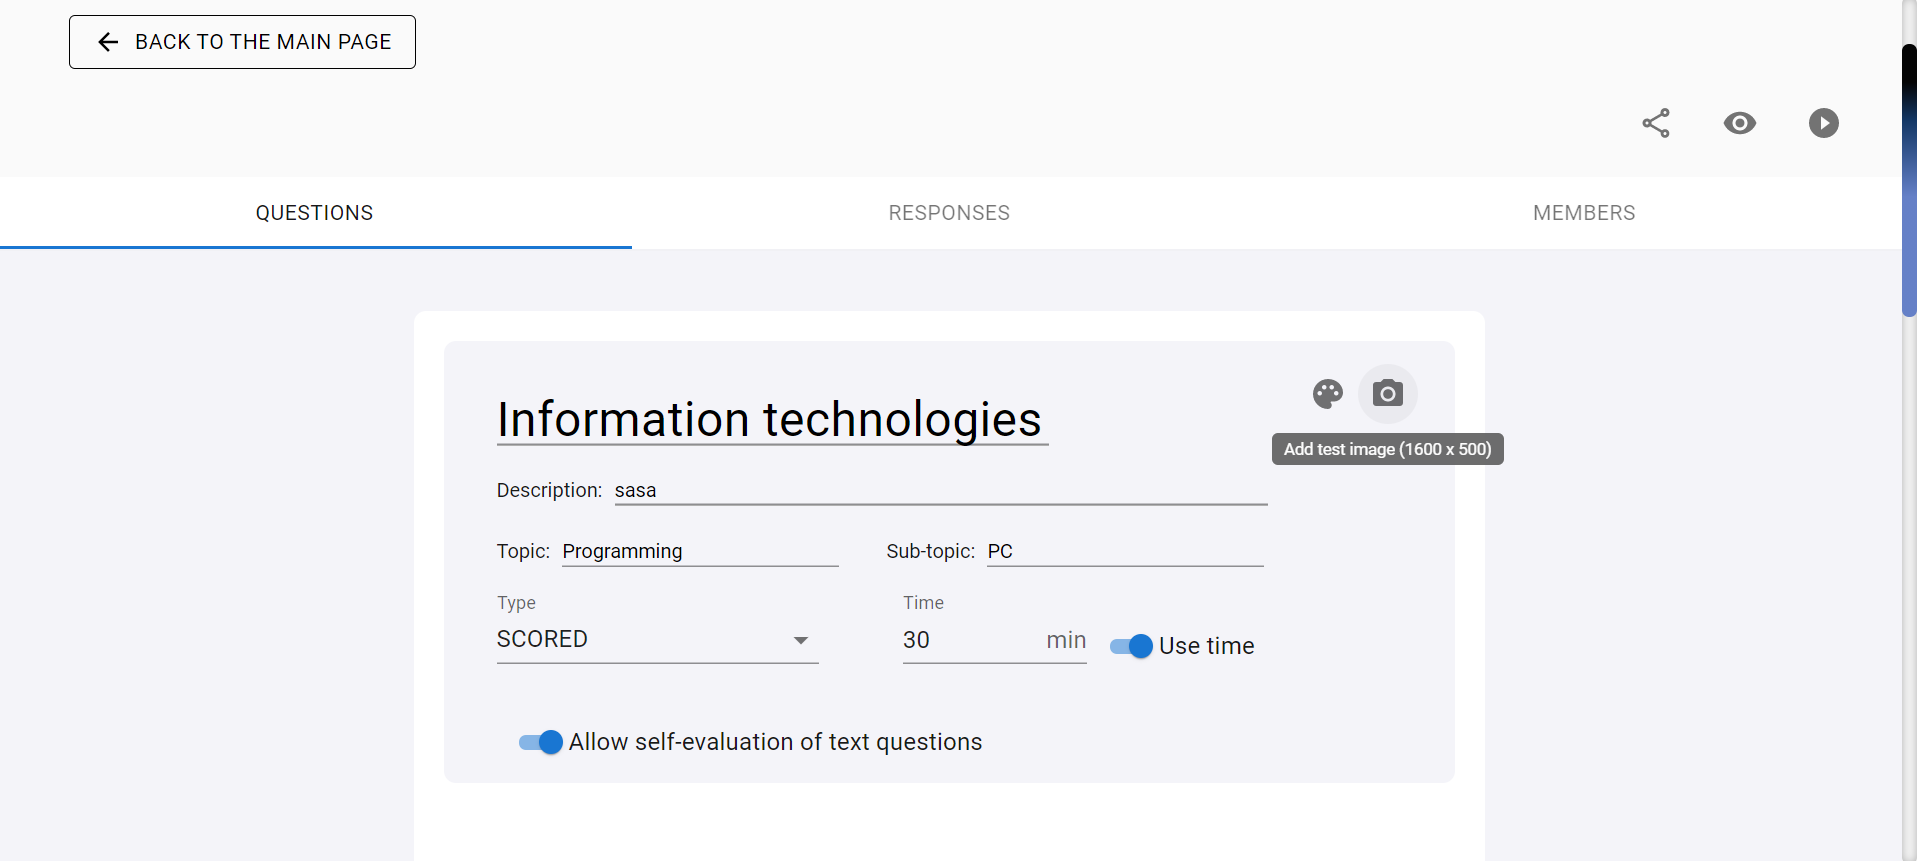 BACK TO THE MAIN PAGE
QUESTIONS
RESPONSES
MEMBERS
Information technologies
Add test image (1600 x 500)
Description: sasa
Topic: Programming
Sub-topic: PC
Type
Time
SCORED
30 min
Use time
Allow self-evaluation of text questions